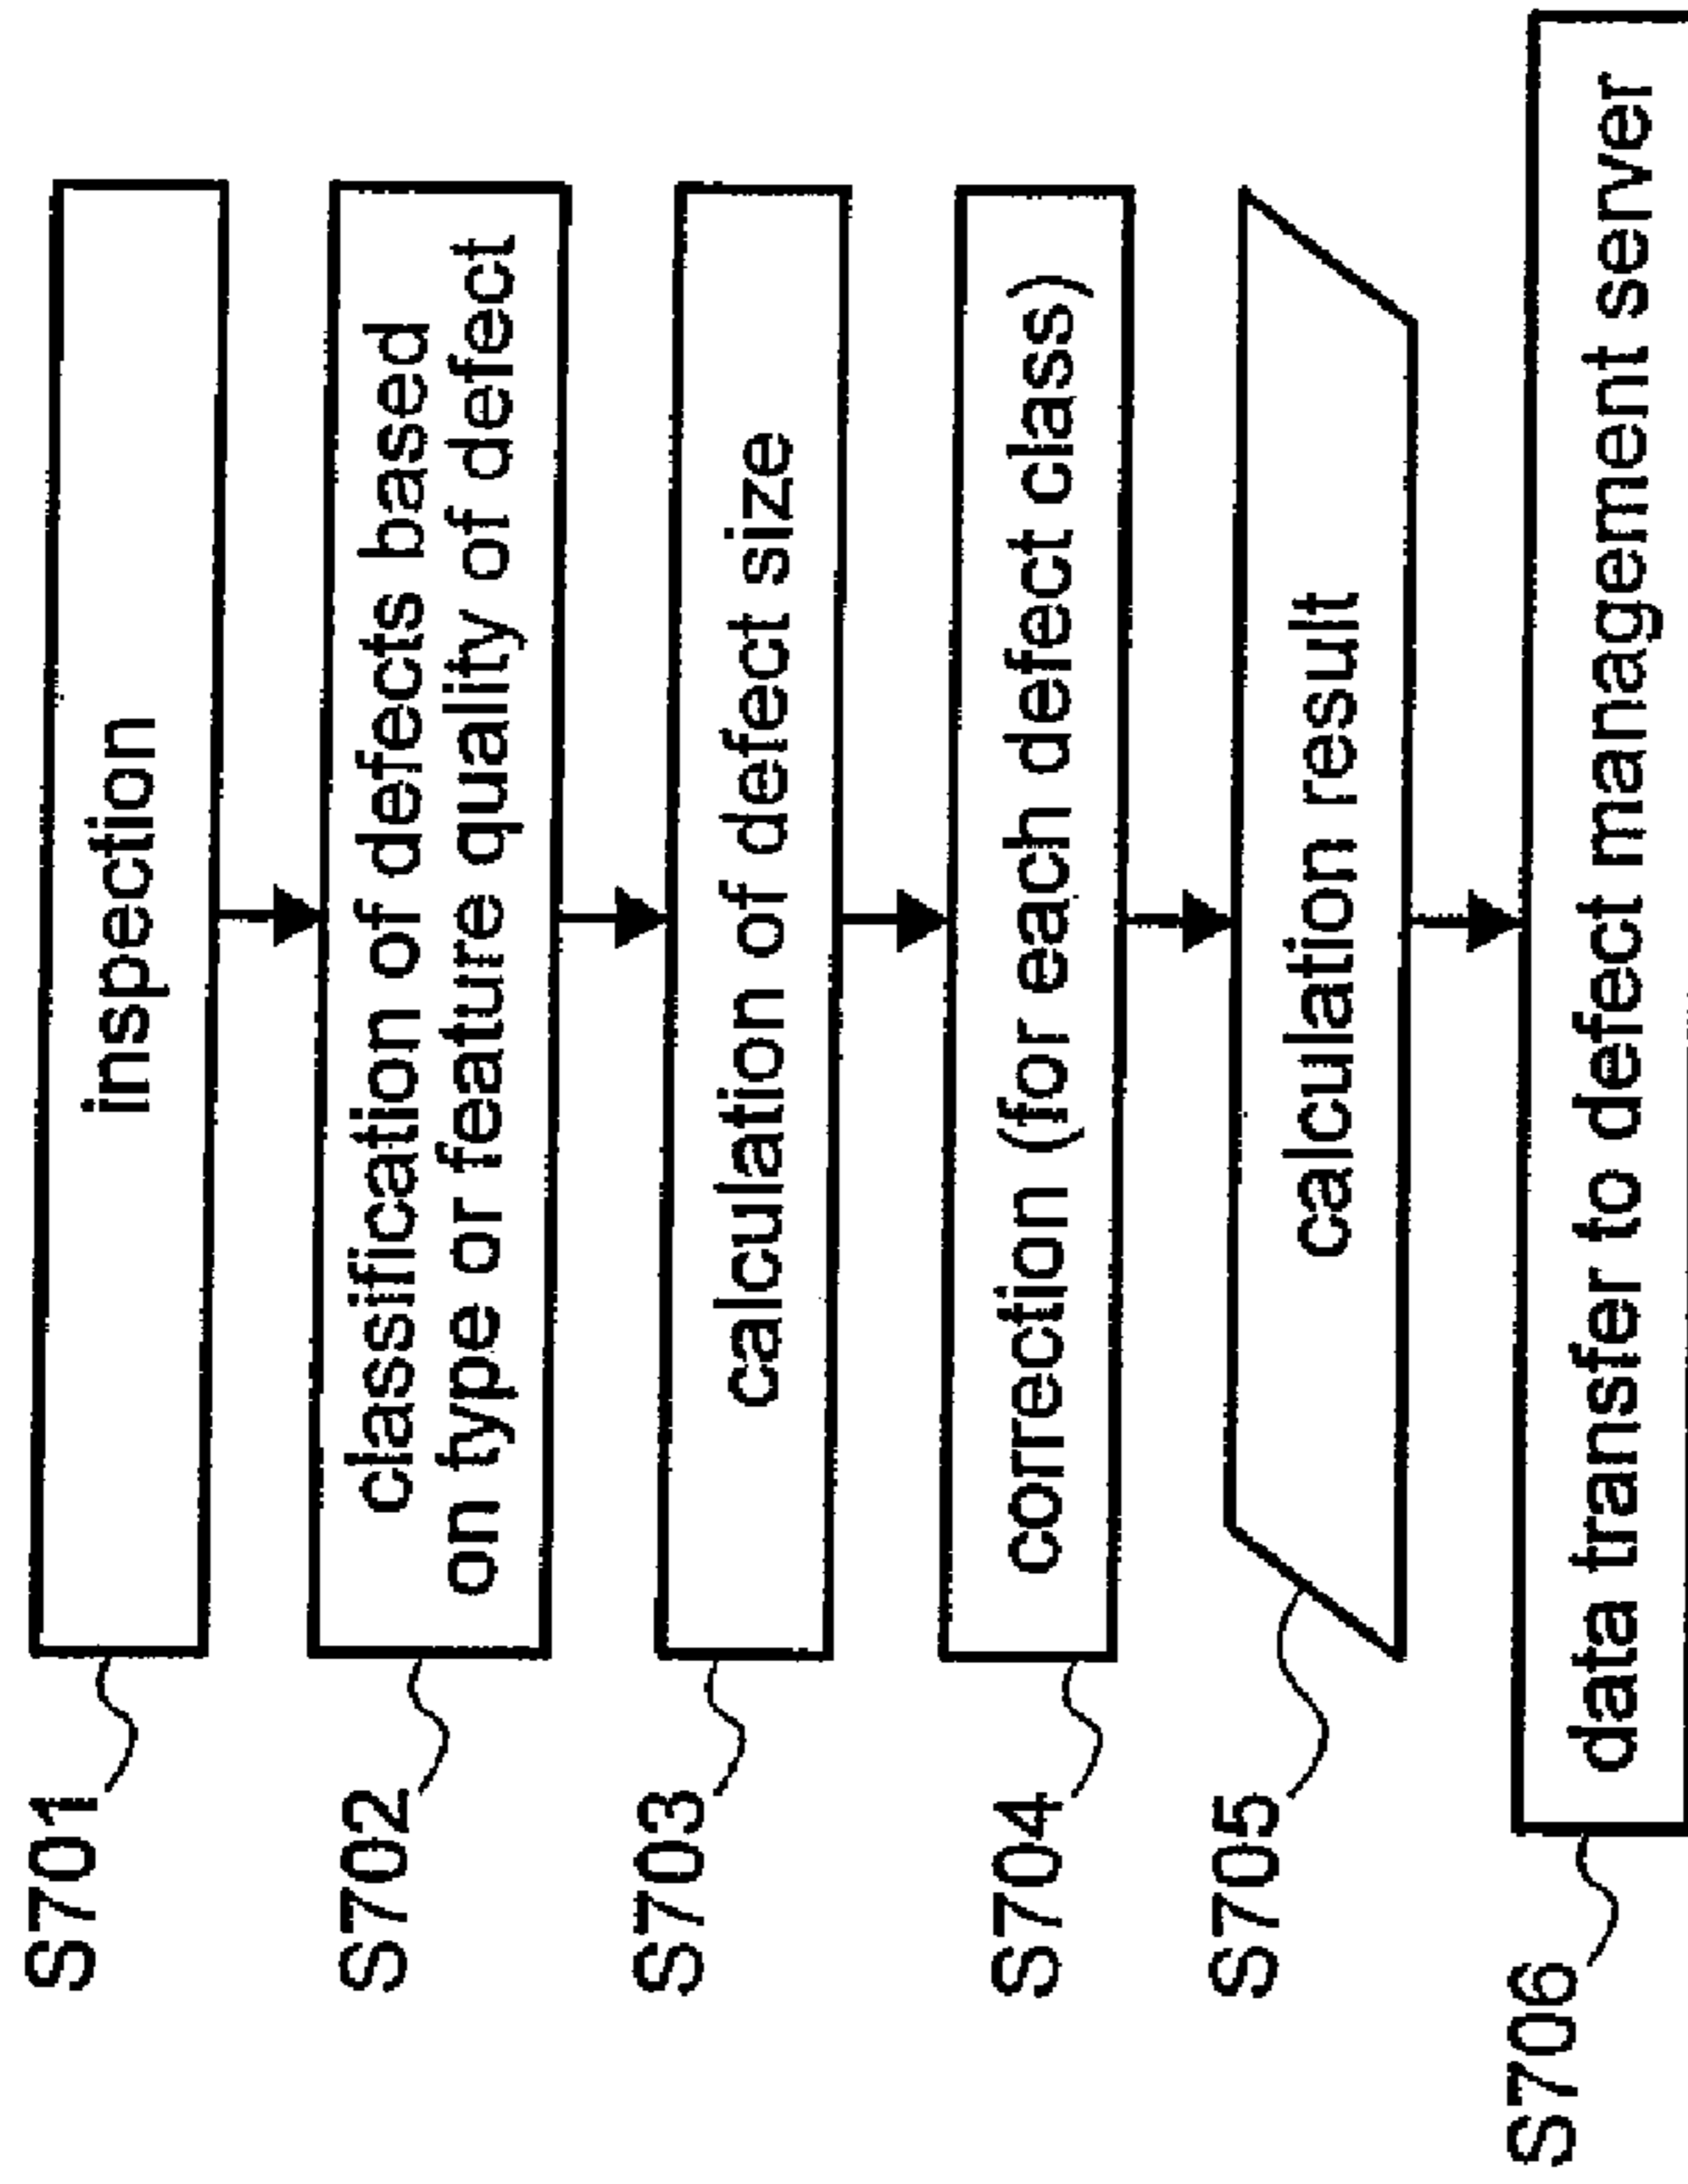 S701
inspection
S702
classification of defects based
on type or feature quality of defect
S703
calculation of defect size
S704
correction (for each defect class)
S705
calculation result
S706
data transfer to defect management server